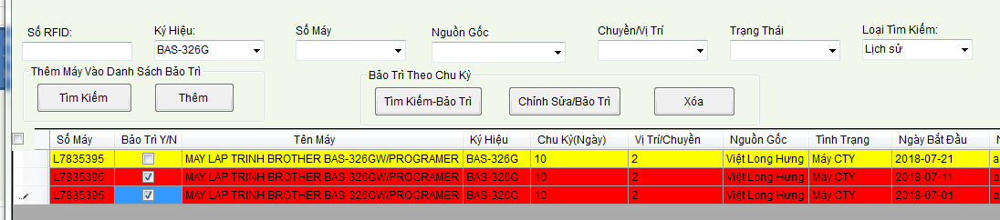 Số RFID: Ký Hiệu: Số Máy Nguồn Gốc Chuyền/Vị Trí Trạng Thái Loại Tìm Kiếm:
BAS-326G Lịch sử
Thêm Máy Vào Danh Sách Bảo Trì Bảo Trì Theo Chu Kỳ
Tìm Kiếm Thêm Tìm Kiếm-Bảo Trì Chỉnh Sửa/Bảo Trì Xóa
Số Máy Bảo Trì Y/N Tên Máy Ký Hiệu Chu Kỳ(Ngày) Vị Trí/Chuyền Nguồn Gốc Tình Trạng Ngày Bắt Đầu
L7835395 MAY LAP TRINH BROTHER BAS-326GW/PROGRAMER BAS-326G 10 2 Việt Long Hưng Máy CTY 2018-07-21
L7835395 MAY LAP TRINH BROTHER BAS-326GW/PROGRAMER BAS-326G 10 2 Việt Long Hưng Máy CTY 2018-07-11
L7835395 MAY LAP TRINH BROTHER BAS-326GW/PROGRAMER BAS-326G 10 2 Việt Long Hưng Máy CTY 2018-07-01